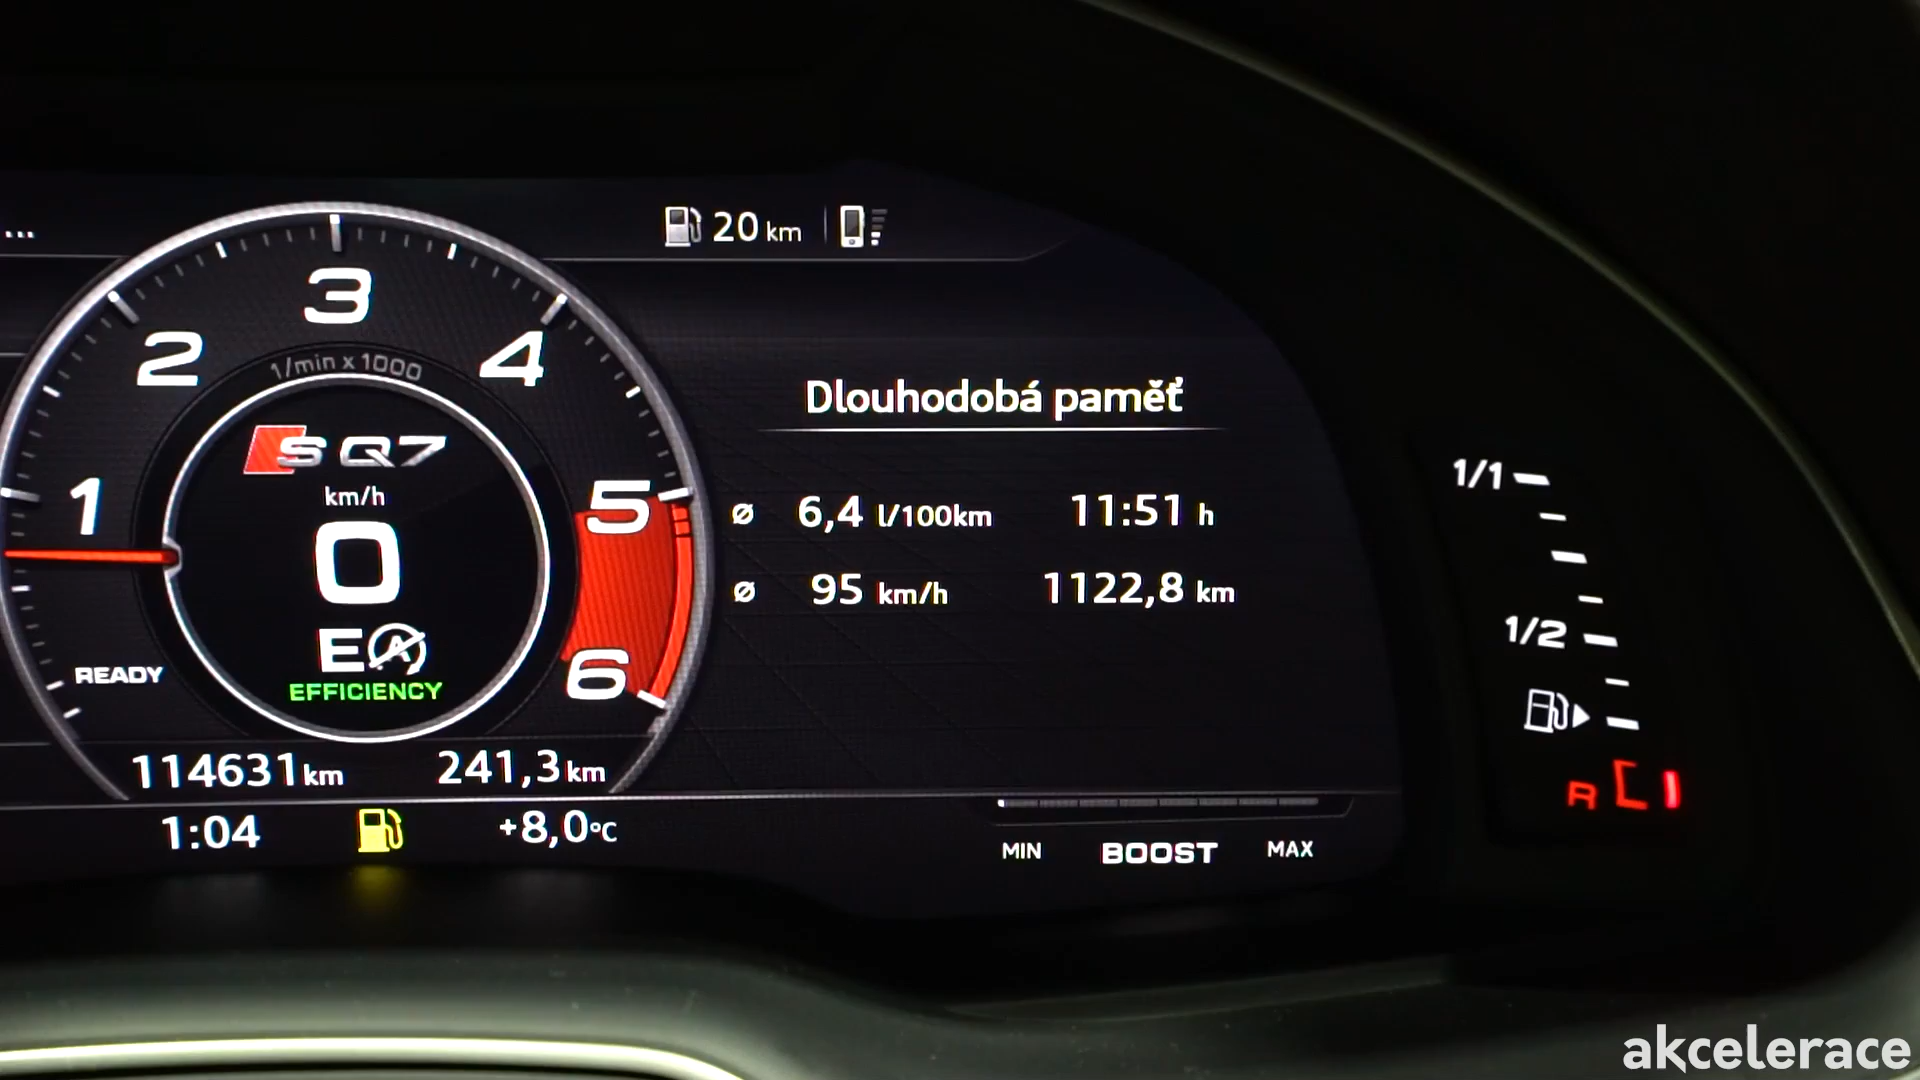 ...
20 km
3
2
4
1/min x 1000
SQ7
1
5
km/h
0
E
6
READY
EFFICIENCY
114631 km
241,3 km
1:04
+8,0°C
Dlouhodobá paměť
ø 6,4 l/100km 11:51 h
ø 95 km/h 1122,8 km
MIN BOOST MAX
1/1
1/2
R
akcelerace